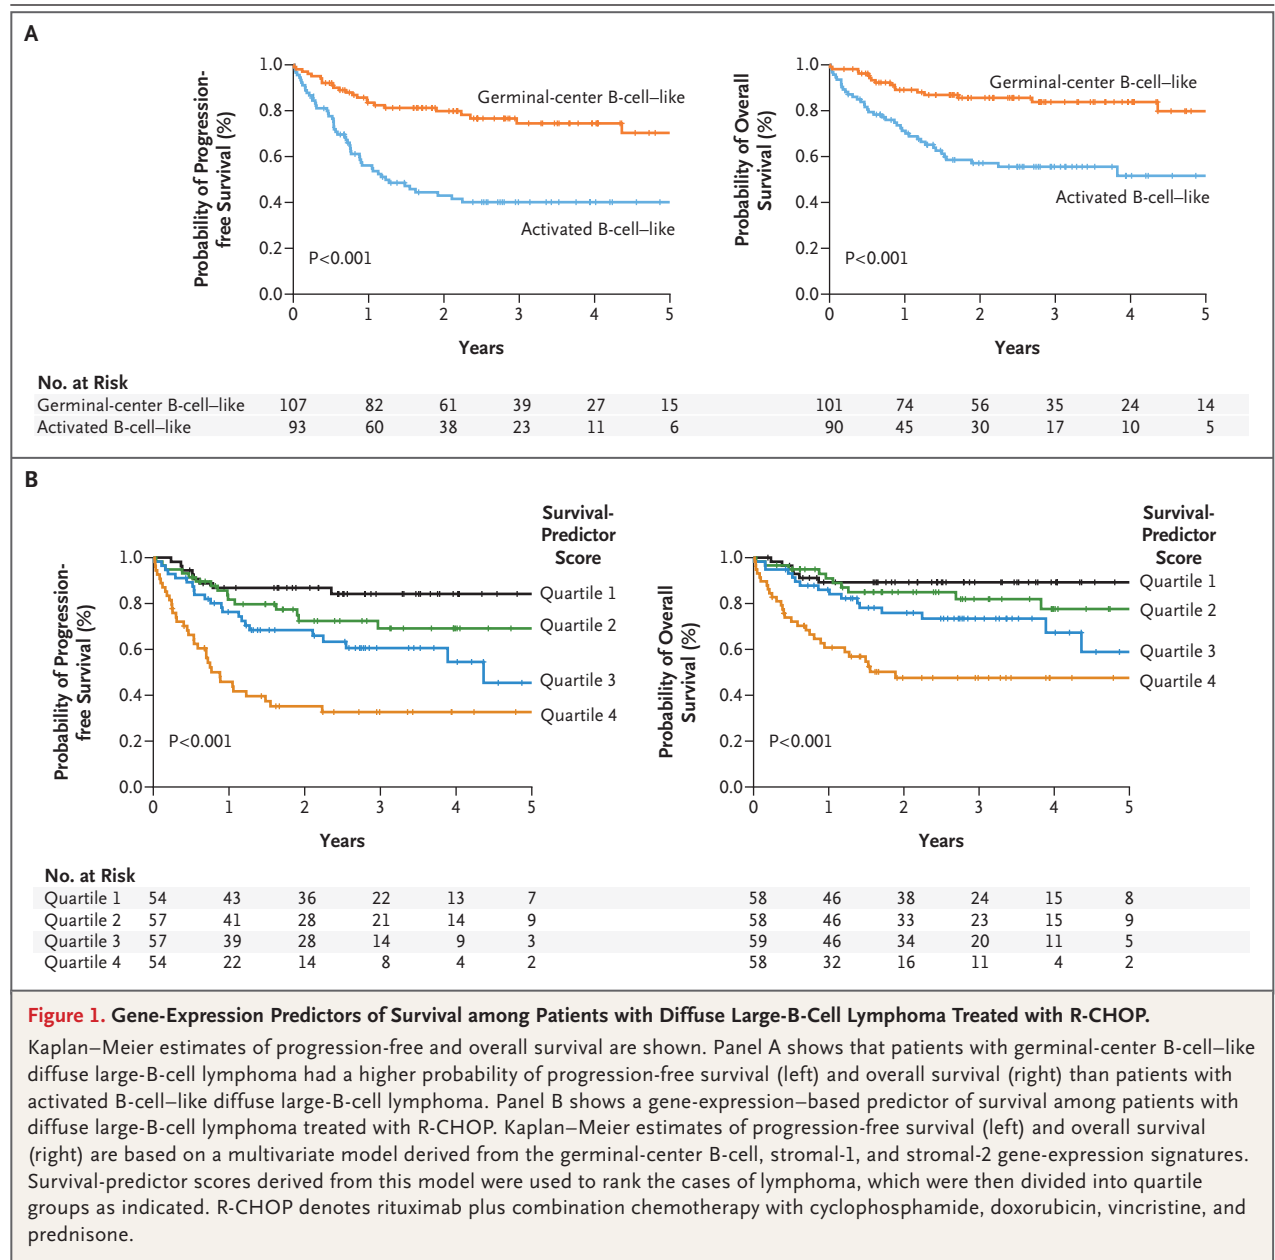 A
Probability of Progression-
free Survival (%)
1.0
0.8
0.6
0.4
0.2
0.0
Germinal-center B-cell–like
Activated B-cell–like
P<0.001
0 1 2 3 4 5
Years
Probability of Overall
Survival (%)
1.0
0.8
0.6
0.4
0.2
0.0
Germinal-center B-cell–like
Activated B-cell–like
P<0.001
0 1 2 3 4 5
Years
No. at Risk
Germinal-center B-cell–like 107 82 61 39 27 15 101 74 56 35 24 14
Activated B-cell–like 93 60 38 23 11 6 90 45 30 17 10 5
B
Probability of Progression-
free Survival (%)
1.0
0.8
0.6
0.4
0.2
0.0
Survival-
Predictor
Score
Quartile 1
Quartile 2
Quartile 3
Quartile 4
P<0.001
0 1 2 3 4 5
Years
Probability of Overall
Survival (%)
1.0
0.8
0.6
0.4
0.2
0.0
Survival-
Predictor
Score
Quartile 1
Quartile 2
Quartile 3
Quartile 4
P<0.001
0 1 2 3 4 5
Years
No. at Risk
Quartile 1 54 43 36 22 13 7 58 46 38 24 15 8
Quartile 2 57 41 28 21 14 9 58 46 33 23 15 9
Quartile 3 57 39 28 14 9 3 59 46 34 20 11 5
Quartile 4 54 22 14 8 4 2 58 32 16 11 4 2
Figure 1. Gene-Expression Predictors of Survival among Patients with Diffuse Large-B-Cell Lymphoma Treated with R-CHOP.
Kaplan–Meier estimates of progression-free and overall survival are shown. Panel A shows that patients with germinal-center B-cell–like
diffuse large-B-cell lymphoma had a higher probability of progression-free survival (left) and overall survival (right) than patients with
activated B-cell–like diffuse large-B-cell lymphoma. Panel B shows a gene-expression–based predictor of survival among patients with
diffuse large-B-cell lymphoma treated with R-CHOP. Kaplan–Meier estimates of progression-free survival (left) and overall survival
(right) are based on a multivariate model derived from the germinal-center B-cell, stromal-1, and stromal-2 gene-expression signatures.
Survival-predictor scores derived from this model were used to rank the cases of lymphoma, which were then divided into quartile
groups as indicated. R-CHOP denotes rituximab plus combination chemotherapy with cyclophosphamide, doxorubicin, vincristine, and
prednisone.